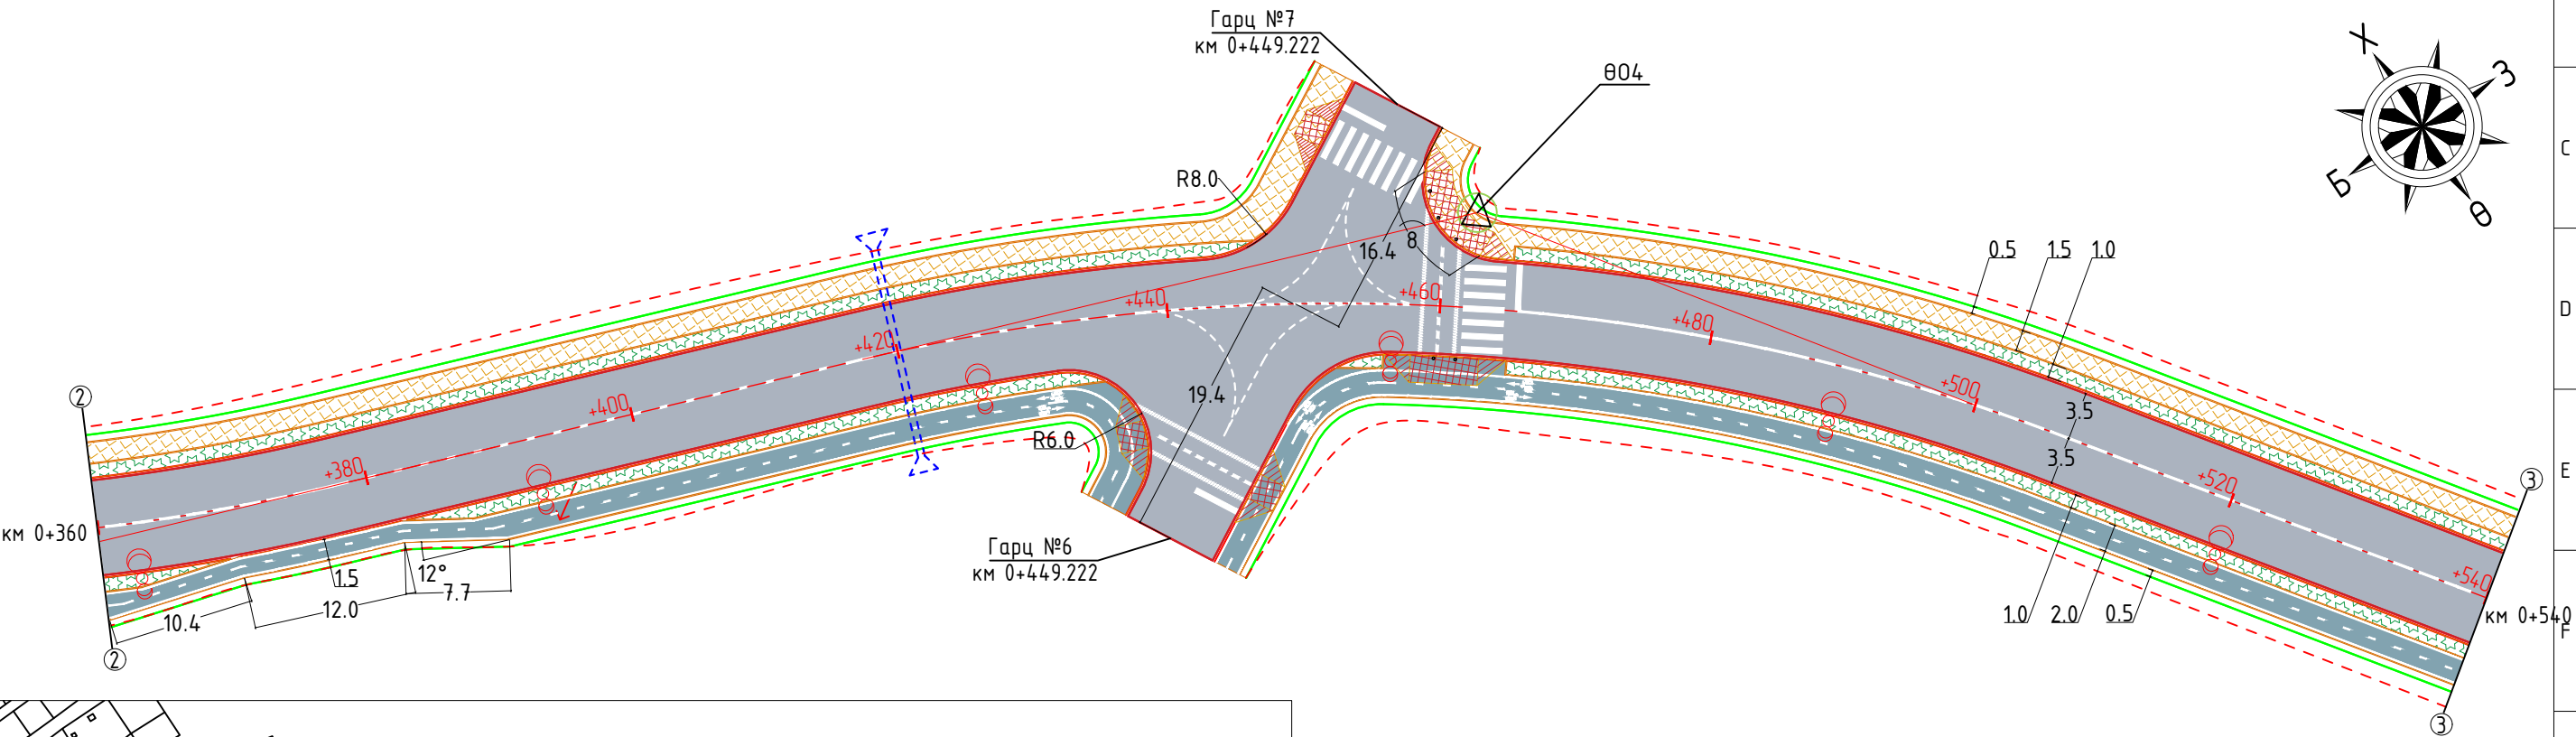 Гарц №7
км 0+449.222
θ04
Х
З
Б
Θ
C
D
E
F
R8.0
16.4
8
0.5
1.5
1.0
+380
+400
+420
+440
+460
+480
+500
+520
+540
2
км 0+360
2
3.5
3.5
19.4
R6.0
Гарц №6
км 0+449.222
1.5
12°
7.7
12.0
10.4
1.0
2.0
0.5
3
км 0+540
3